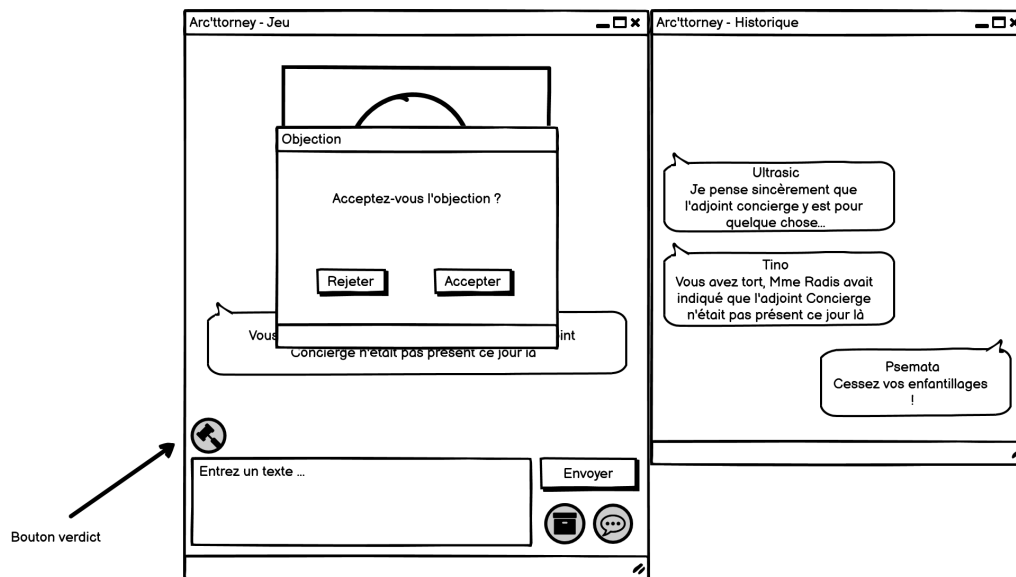 Arc'ttorney - Jeu
Objection
Acceptez-vous l'objection ?
Rejeter
Accepter
Vous
Concierge n'était pas présent ce jour là
Entrez un texte ...
Envoyer
Bouton verdict
Arc'ttorney - Historique
Ultrasic
Je pense sincèrement que
l'adjoint concierge y est pour
quelque chose...
Tino
Vous avez tort, Mme Radis avait
indiqué que l'adjoint Concierge
n'était pas présent ce jour là
Psemata
Cessez vos enfantillages
!